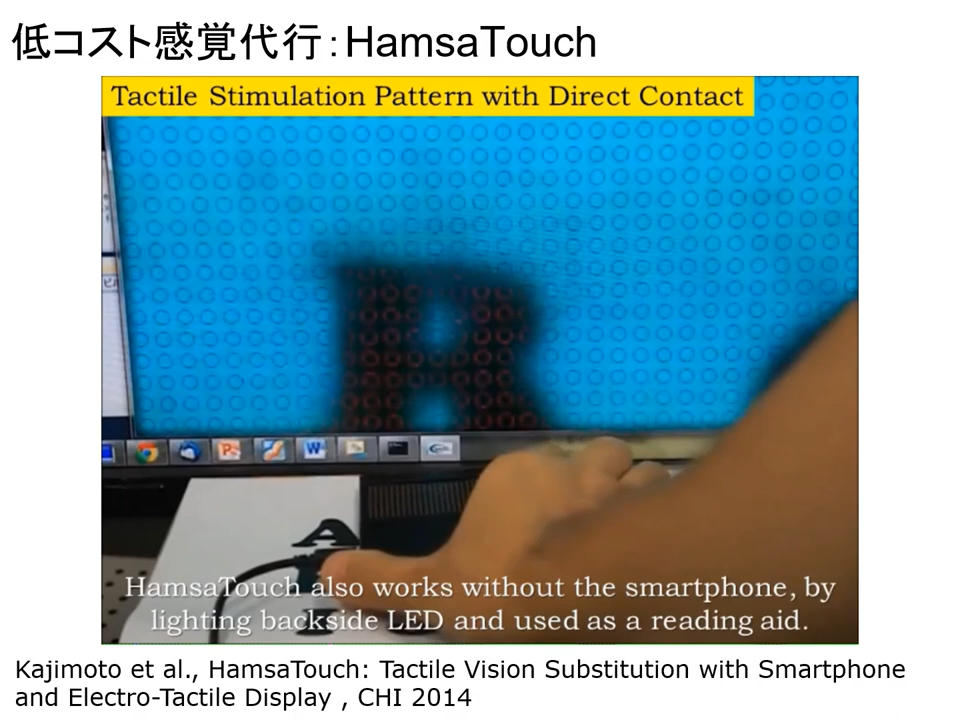 低コスト感覚代行：HamsaTouch
Tactile Stimulation Pattern with Direct Contact
A
HamsaTouch also works without the smartphone, by
lighting backside LED and used as a reading aid.
Kajimoto et al., HamsaTouch: Tactile Vision Substitution with Smartphone
and Electro-Tactile Display , CHI 2014